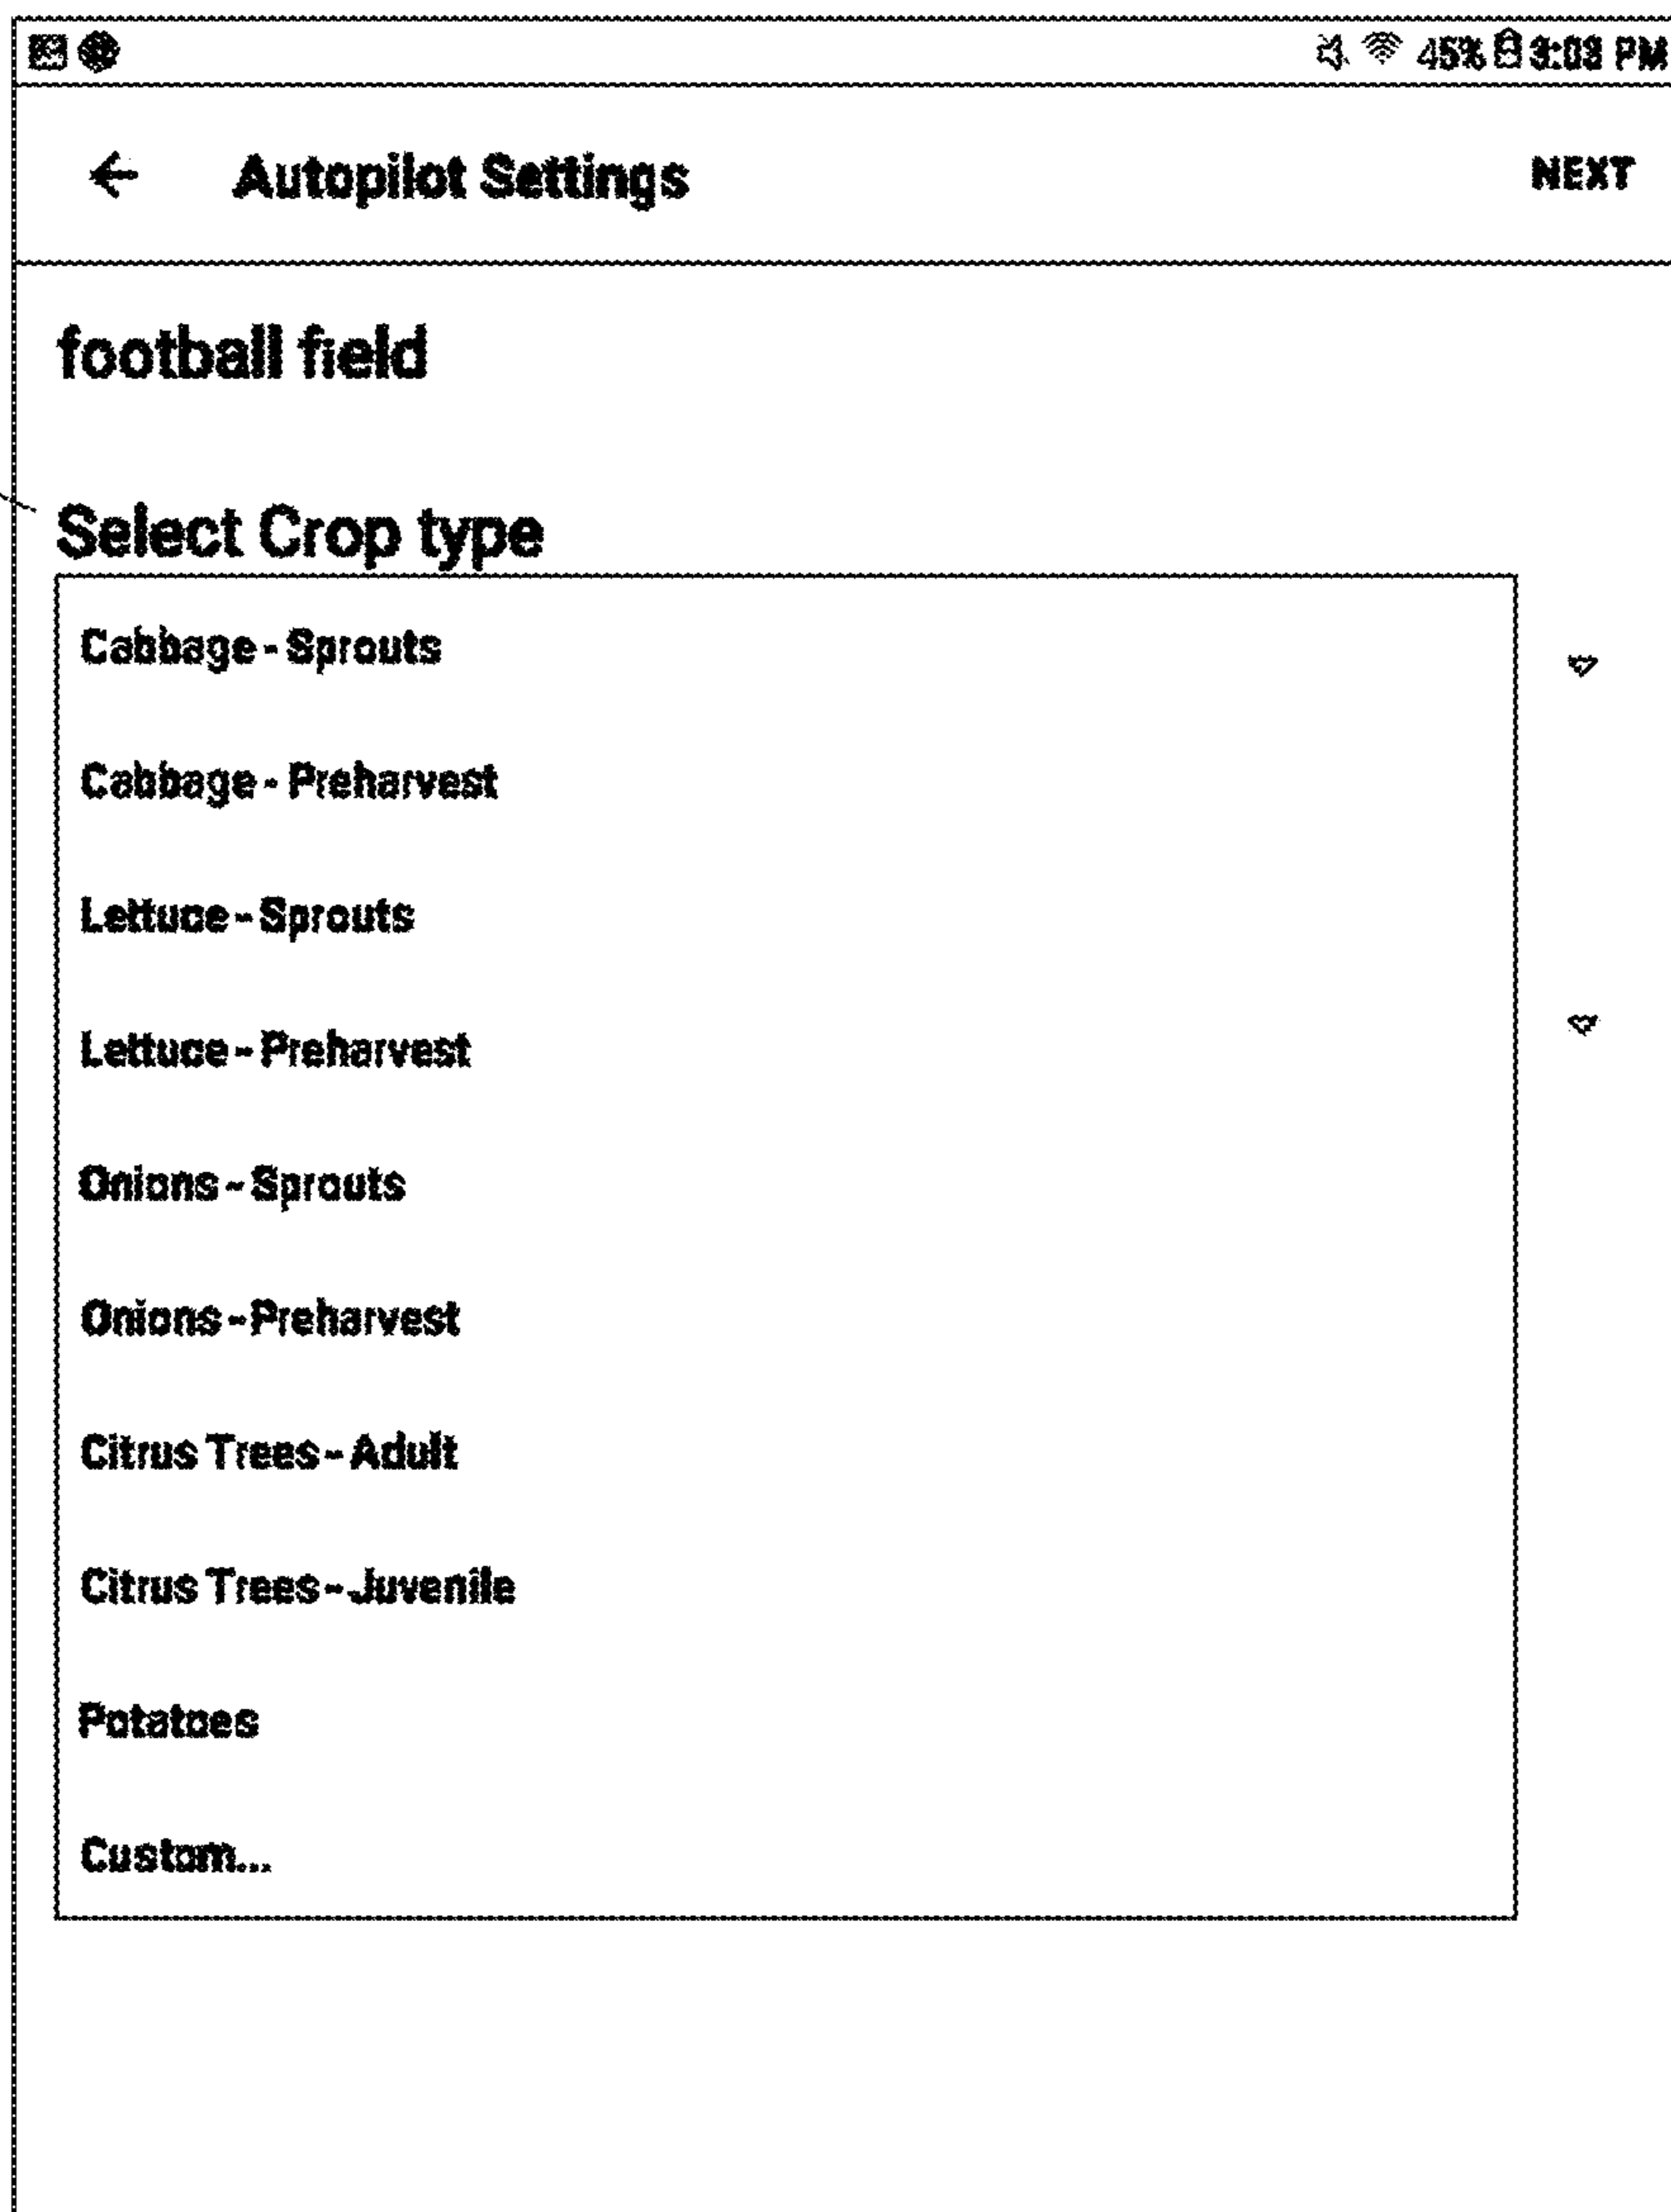 45% 3:03 PM
Autopilot Settings NEXT
football field
Select Crop type
Cabbage - Sprouts
Cabbage - Preharvest
Lettuce - Sprouts
Lettuce - Preharvest
Onions - Sprouts
Onions - Preharvest
Citrus Trees - Adult
Citrus Trees - Juvenile
Potatoes
Custom...